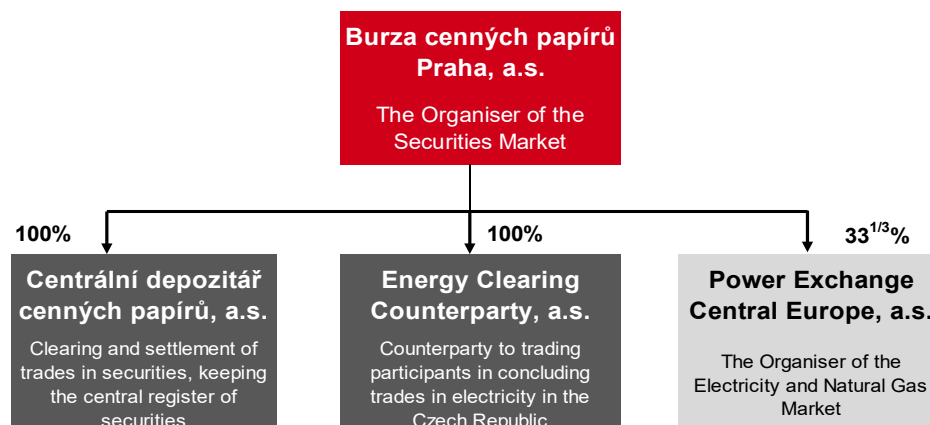 Burza cenných papírů
Praha, a.s.
The Organiser of the
Securities Market
100%
100%
33 1/3%
Centrální depozitář
cenných papírů, a.s.
Clearing and settlement of
trades in securities, keeping
the central register of
securities
Energy Clearing
Counterparty, a.s.
Counterparty to trading
participants in concluding
trades in electricity in the
Czech Republic
Power Exchange
Central Europe, a.s.
The Organiser of the
Electricity and Natural Gas
Market